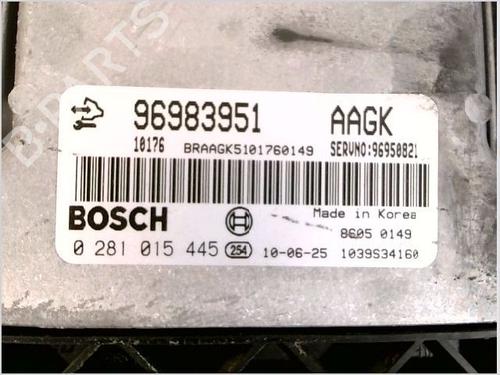 B-PARTS
96983951 AAGK
10176 BRAAGK5101760149 SERVNO:96950821
BOSCH
Made in Korea
8605 0149
0 281 015 445 254 10-06-25 1039S34160